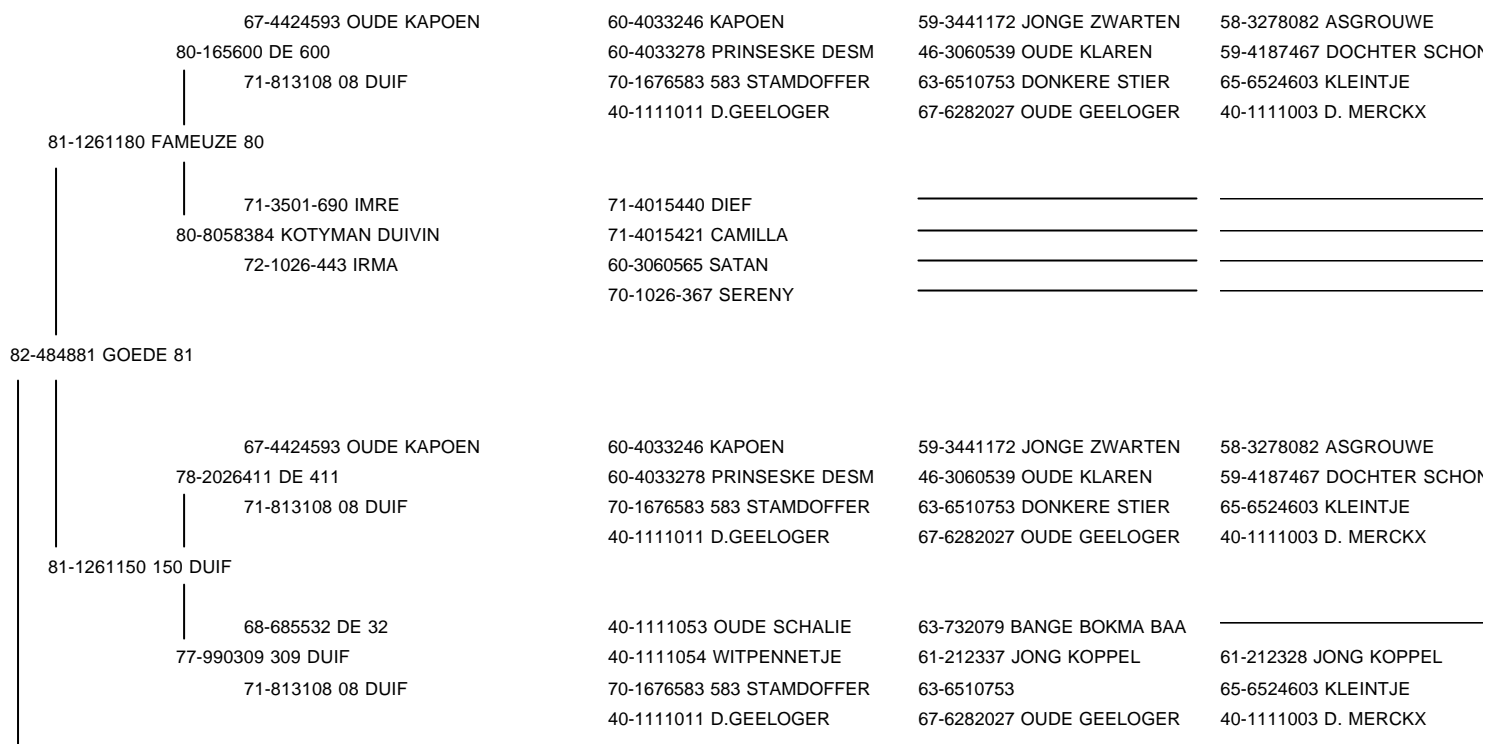 67-4424593 OUDE KAPOEN 60-4033246 KAPOEN 59-3441172 JONGE ZWARTEN 58-3278082 ASGROUWE
80-165600 DE 600 60-4033278 PRINSESKE DESM 46-3060539 OUDE KLAREN 59-4187467 DOCHTER SCHON
71-813108 08 DUIF 70-1676583 583 STAMDOFFER 63-6510753 DONKERE STIER 65-6524603 KLEINTJE
40-1111011 D.GEELOGER 67-6282027 OUDE GEELOGER 40-1111003 D. MERCKX
81-1261180 FAMEUZE 80
71-3501-690 IMRE 71-4015440 DIEF
80-8058384 KOTYMAN DUIVIN 71-4015421 CAMILLA
72-1026-443 IRMA 60-3060565 SATAN
70-1026-367 SERENY
82-484881 GOEDE 81
67-4424593 OUDE KAPOEN 60-4033246 KAPOEN 59-3441172 JONGE ZWARTEN 58-3278082 ASGROUWE
78-2026411 DE 411 60-4033278 PRINSESKE DESM 46-3060539 OUDE KLAREN 59-4187467 DOCHTER SCHON
71-813108 08 DUIF 70-1676583 583 STAMDOFFER 63-6510753 DONKERE STIER 65-6524603 KLEINTJE
40-1111011 D.GEELOGER 67-6282027 OUDE GEELOGER 40-1111003 D. MERCKX
81-1261150 150 DUIF
68-685532 DE 32 40-1111053 OUDE SCHALIE 63-732079 BANGE BOKMA BAA
77-990309 309 DUIF 40-1111054 WITPENNETJE 61-212337 JONG KOPPEL 61-212328 JONG KOPPEL
71-813108 08 DUIF 70-1676583 583 STAMDOFFER 63-6510753 65-6524603 KLEINTJE
40-1111011 D.GEELOGER 67-6282027 OUDE GEELOGER 40-1111003 D. MERCKX